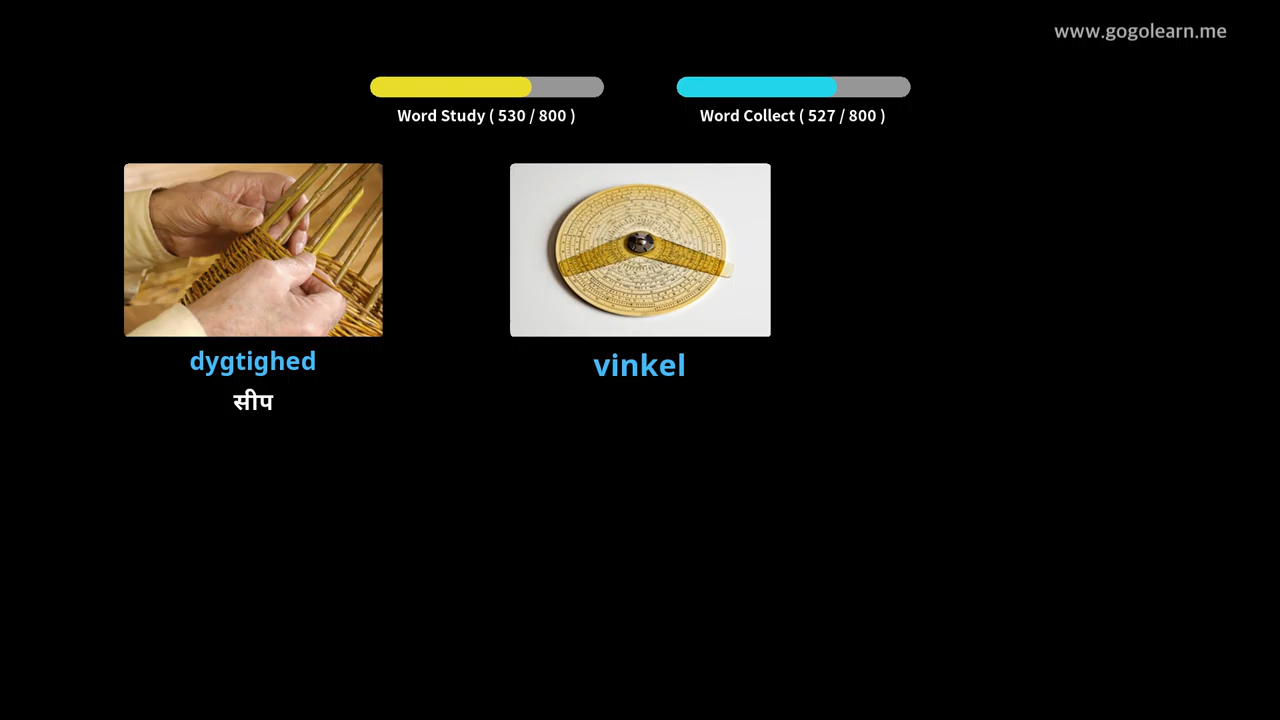 www.gogolearn.me
Word Study ( 530 / 800 )
Word Collect ( 527 / 800 )
dygtighed
सीप
vinkel